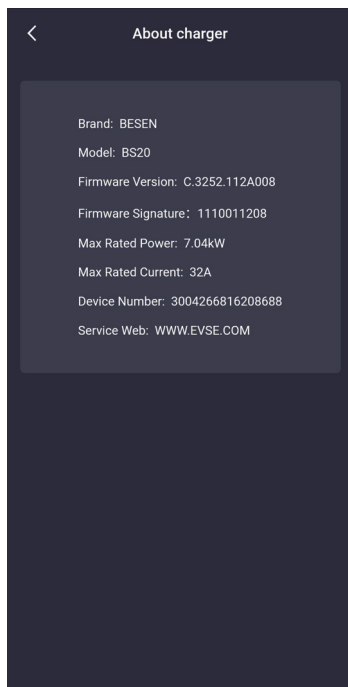 About charger
Brand: BESEN
Model: BS20
Firmware Version: C.3252.112A008
Firmware Signature： 1110011208
Max Rated Power: 7.04kW
Max Rated Current: 32A
Device Number: 3004266816208688
Service Web: WWW.EVSE.COM